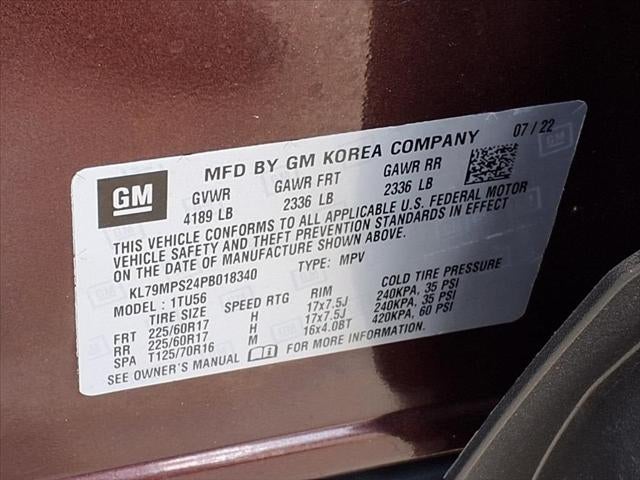 GM
MFD BY GM KOREA COMPANY 07 / 22
GVWR GAWR FRT GAWR RR
4189 LB 2336 LB 2336 LB
THIS VEHICLE CONFORMS TO ALL APPLICABLE U.S. FEDERAL MOTOR
VEHICLE SAFETY AND THEFT PREVENTION STANDARDS IN EFFECT
ON THE DATE OF MANUFACTURE SHOWN ABOVE.
KL79MPS24PB018340 TYPE: MPV
MODEL : 1TU56
TIRE SIZE SPEED RTG RIM COLD TIRE PRESSURE
FRT 225/60R17 H 17x7.5J 240KPA, 35 PSI
RR 225/60R17 H 17x7.5J 240KPA, 35 PSI
SPA T125/70R16 M 16x4.0BT 420KPA, 60 PSI
SEE OWNER'S MANUAL FOR MORE INFORMATION.